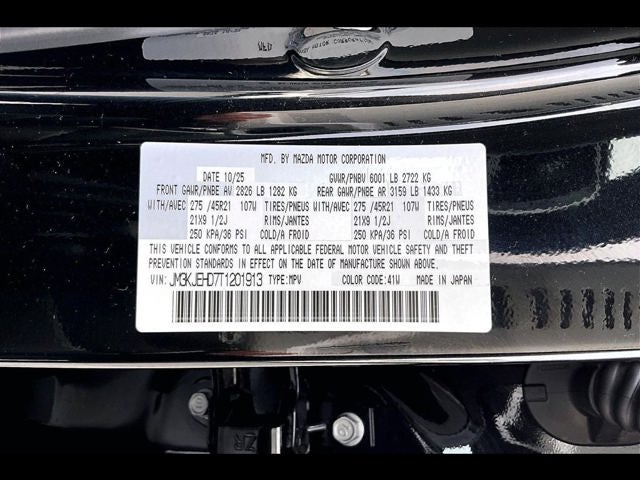 MFD. BY MAZDA MOTOR CORPORATION
DATE 10/25 GVWR/PNBV 6001 LB 2722 KG
FRONT GAWR/PNBE AV 2826 LB 1282 KG REAR GAWR/PNBE AR 3159 LB 1433 KG
WITH/AVEC 275 /45R21 107W TIRES/PNEUS WITH/AVEC 275 /45R21 107W TIRES/PNEUS
21X9 1/2J RIMS/JANTES 21X9 1/2J RIMS/JANTES
250 KPA/36 PSI COLD/A FROID 250 KPA/36 PSI COLD/A FROID
THIS VEHICLE CONFORMS TO ALL APPLICABLE FEDERAL MOTOR VEHICLE SAFETY AND THEFT
PREVENTION STANDARDS IN EFFECT ON THE DATE OF MANUFACTURE SHOWN ABOVE.
VIN: JM3KJEHD7T1201913 TYPE:MPV COLOR CODE:41W MADE IN JAPAN